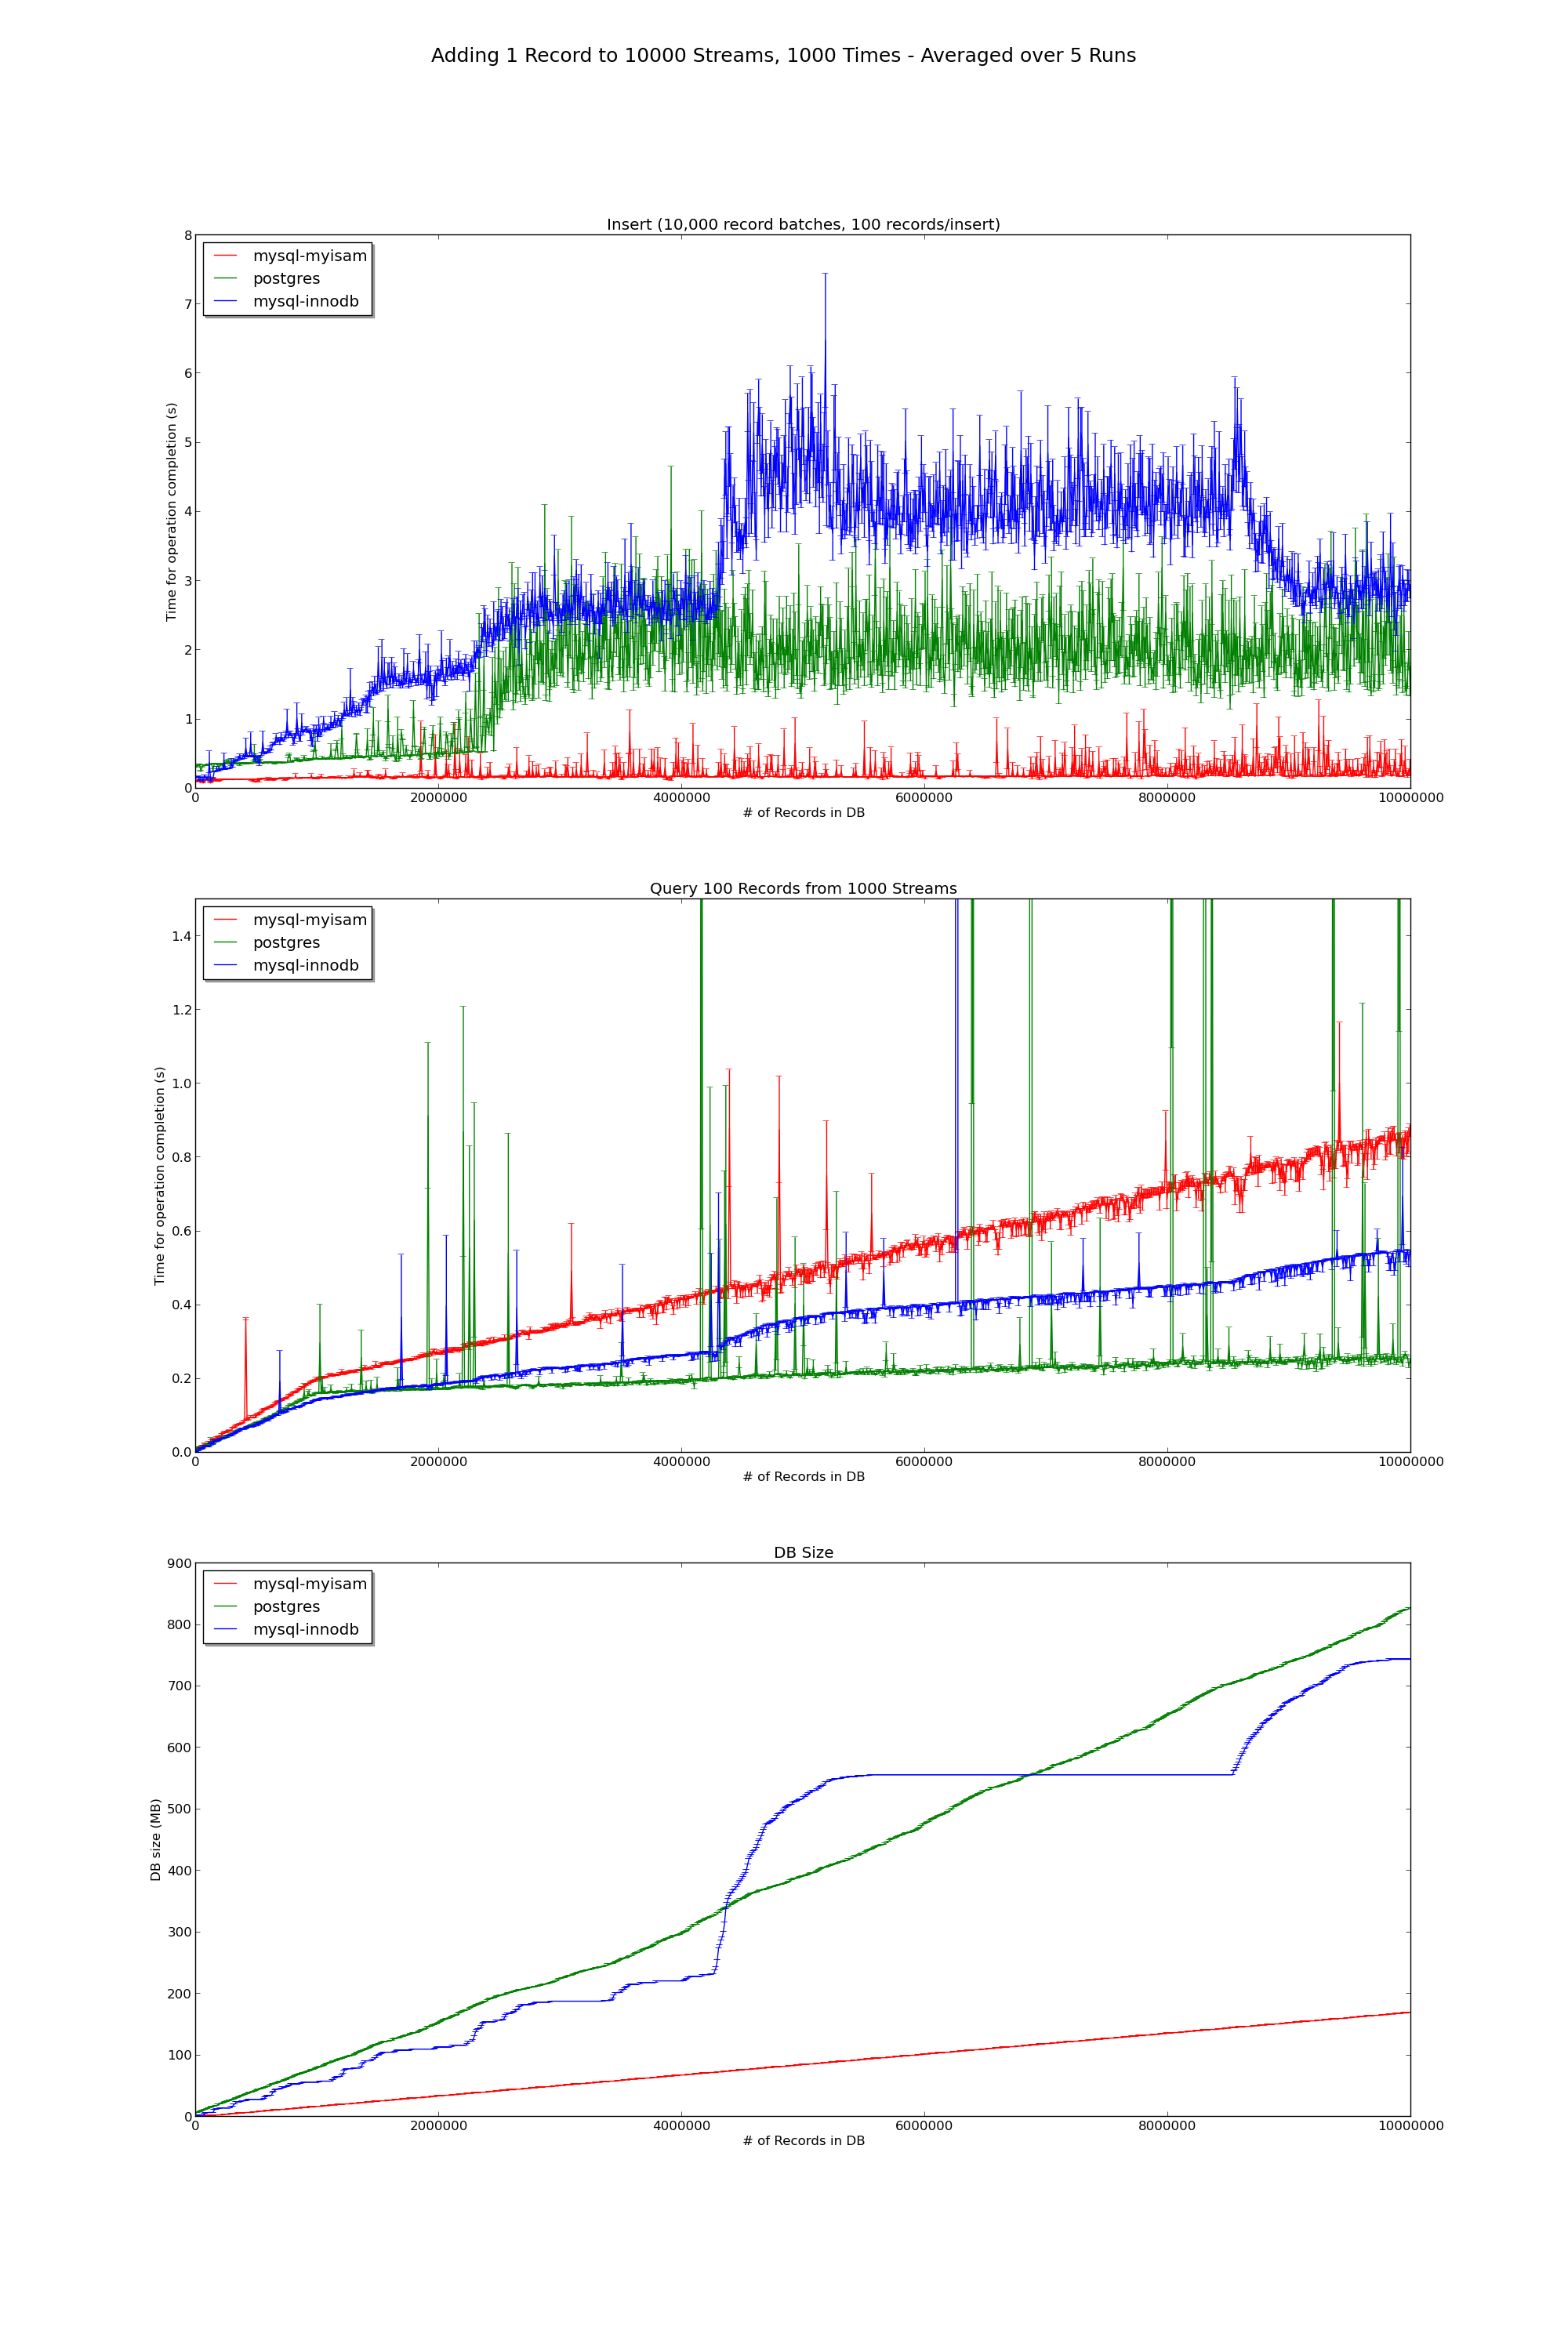 Adding 1 Record to 10000 Streams, 1000 Times - Averaged over 5 Runs
Insert (10,000 record batches, 100 records/insert)
8
7
6
5
4
3
2
1
0
Time for operation completion (s)
mysql-myisam
postgres
mysql-innodb
0 2000000 4000000 6000000 8000000 10000000
# of Records in DB
Query 100 Records from 1000 Streams
1.4
1.2
1.0
0.8
0.6
0.4
0.2
0.0
Time for operation completion (s)
mysql-myisam
postgres
mysql-innodb
0 2000000 4000000 6000000 8000000 10000000
# of Records in DB
DB Size
900
800
700
600
500
400
300
200
100
0
DB size (MB)
mysql-myisam
postgres
mysql-innodb
0 2000000 4000000 6000000 8000000 10000000
# of Records in DB